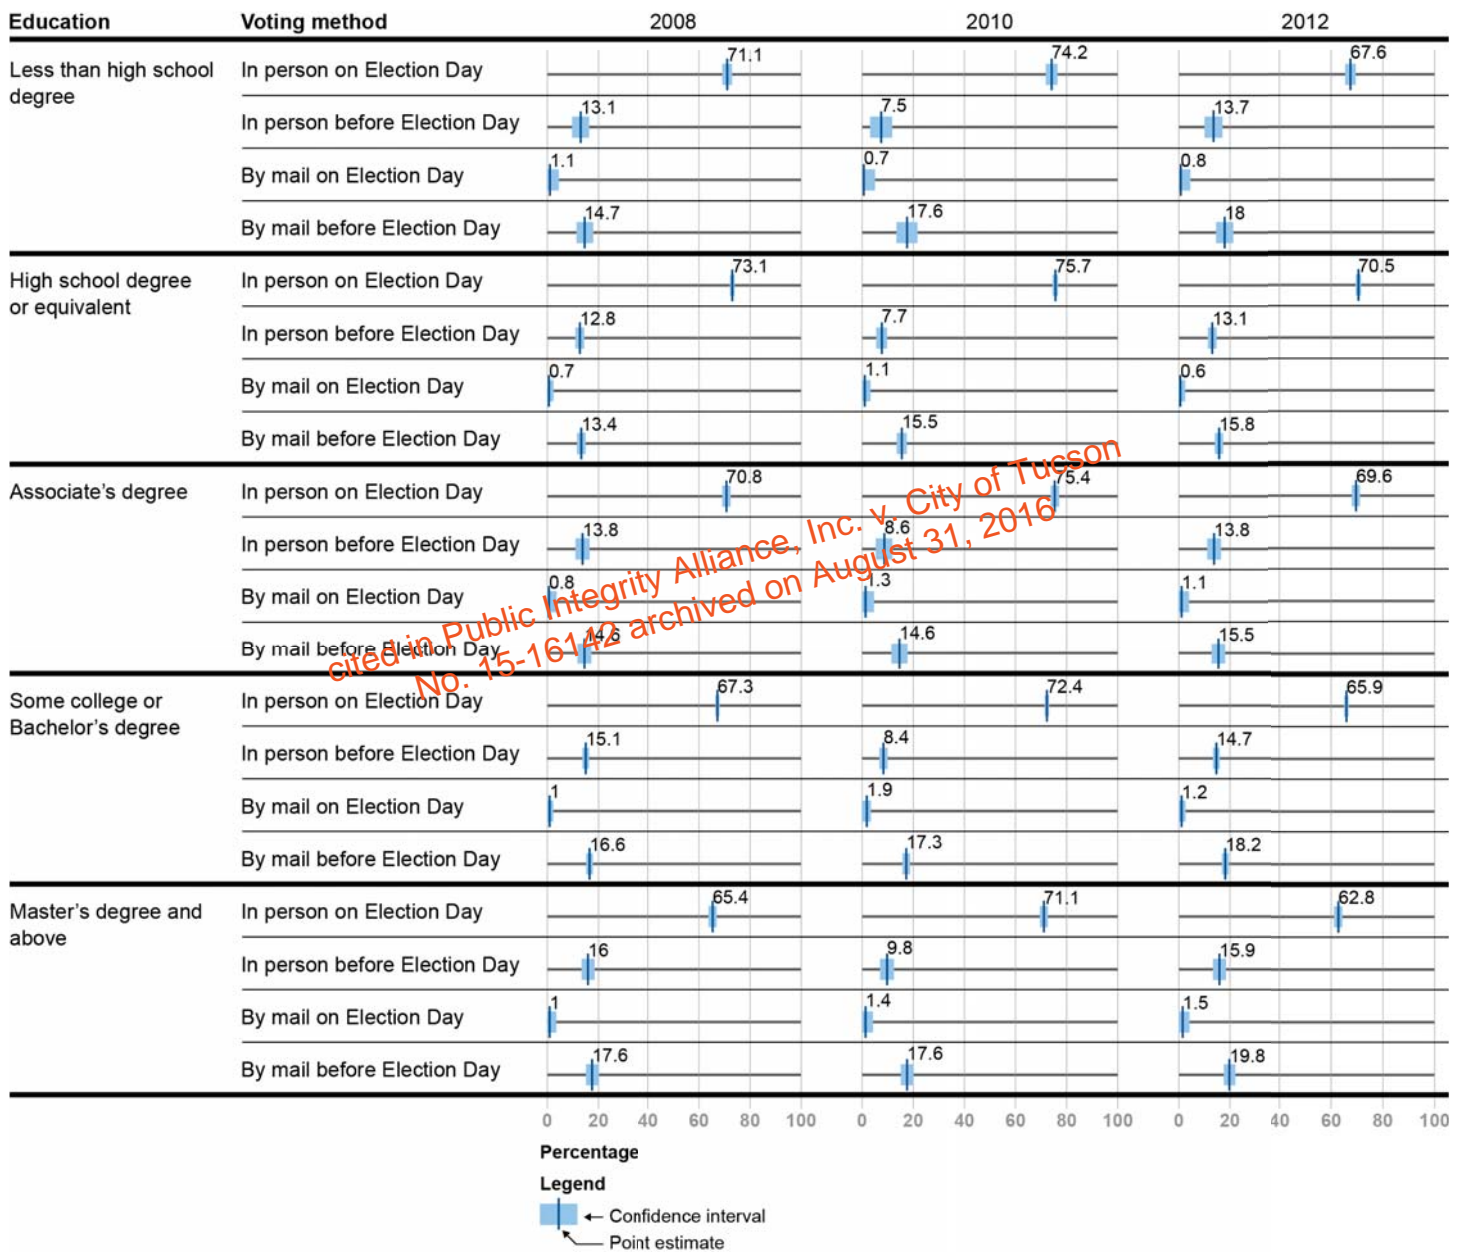 Education Voting method 2008 2010 2012
Less than high school degree
In person on Election Day 71.1 74.2 67.6
In person before Election Day 13.1 7.5 13.7
By mail on Election Day 1.1 0.7 0.8
By mail before Election Day 14.7 17.6 18
High school degree or equivalent
In person on Election Day 73.1 75.7 70.5
In person before Election Day 12.8 7.7 13.1
By mail on Election Day 0.7 1.1 0.6
By mail before Election Day 13.4 15.5 15.8
Associate's degree
In person on Election Day 70.8 75.4 69.6
In person before Election Day 13.8 8.6 13.8
By mail on Election Day 0.8 1.3 1.1
By mail before Election Day 14.6 14.6 15.5
cited in Public Integrity Alliance, Inc. v. City of Tucson
No. 15-16142 archived on August 31, 2016
Some college or Bachelor's degree
In person on Election Day 67.3 72.4 65.9
In person before Election Day 15.1 8.4 14.7
By mail on Election Day 1 1.9 1.2
By mail before Election Day 16.6 17.3 18.2
Master's degree and above
In person on Election Day 65.4 71.1 62.8
In person before Election Day 16 9.8 15.9
By mail on Election Day 1 1.4 1.5
By mail before Election Day 17.6 17.6 19.8
0 20 40 60 80 100 0 20 40 60 80 100 0 20 40 60 80 100
Percentage
Legend
Confidence interval
Point estimate